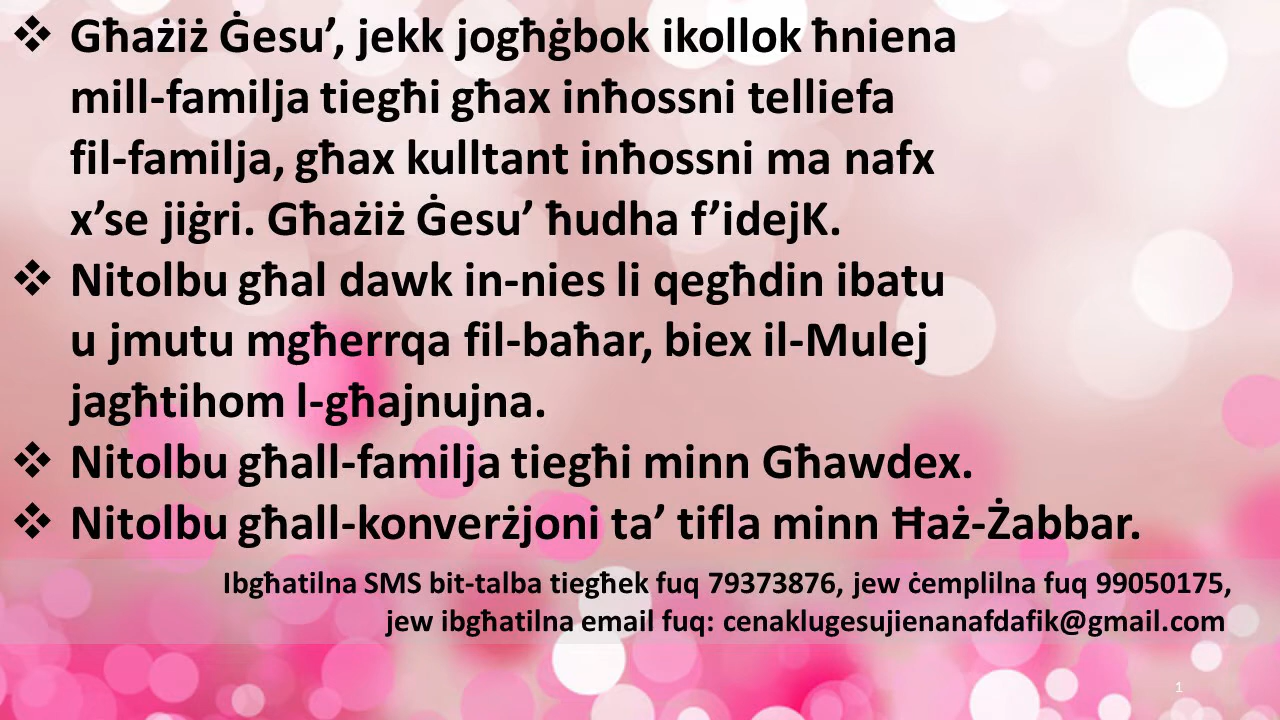 ❖ Għażiż Ġesu’, jekk jogħġbok ikollok ħniena
mill-familja tiegħi għax inħossni telliefa
fil-familja, għax kulltant inħossni ma nafx
x’se jiġri. Għażiż Ġesu’ ħudha f’idejK.
❖ Nitolbu għal dawk in-nies li qegħdin ibatu
u jmutu mgħerrqa fil-baħar, biex il-Mulej
jagħtihom l-għajnujna.
❖ Nitolbu għall-familja tiegħi minn Għawdex.
❖ Nitolbu għall-konverżjoni ta’ tifla minn Ħaż-Żabbar.
Ibgħatilna SMS bit-talba tiegħek fuq 79373876, jew ċemplilna fuq 99050175,
jew ibgħatilna email fuq: cenaklugesujienanafdafik@gmail.com
1